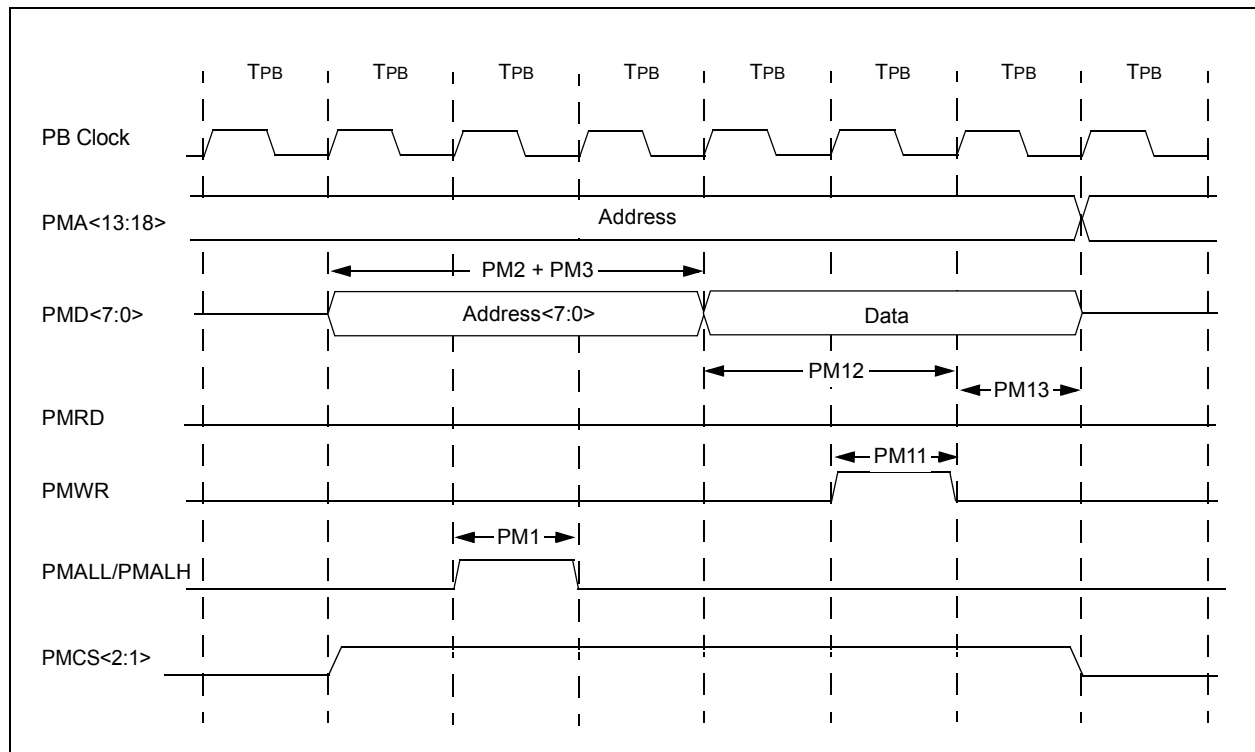 TPB TPB TPB TPB TPB TPB TPB TPB
PB Clock
PMA<13:18>
Address
PM2 + PM3
PMD<7:0>
Address<7:0>
Data
PM12
PM13
PMRD
PM11
PMWR
PM1
PMALL/PMALH
PMCS<2:1>